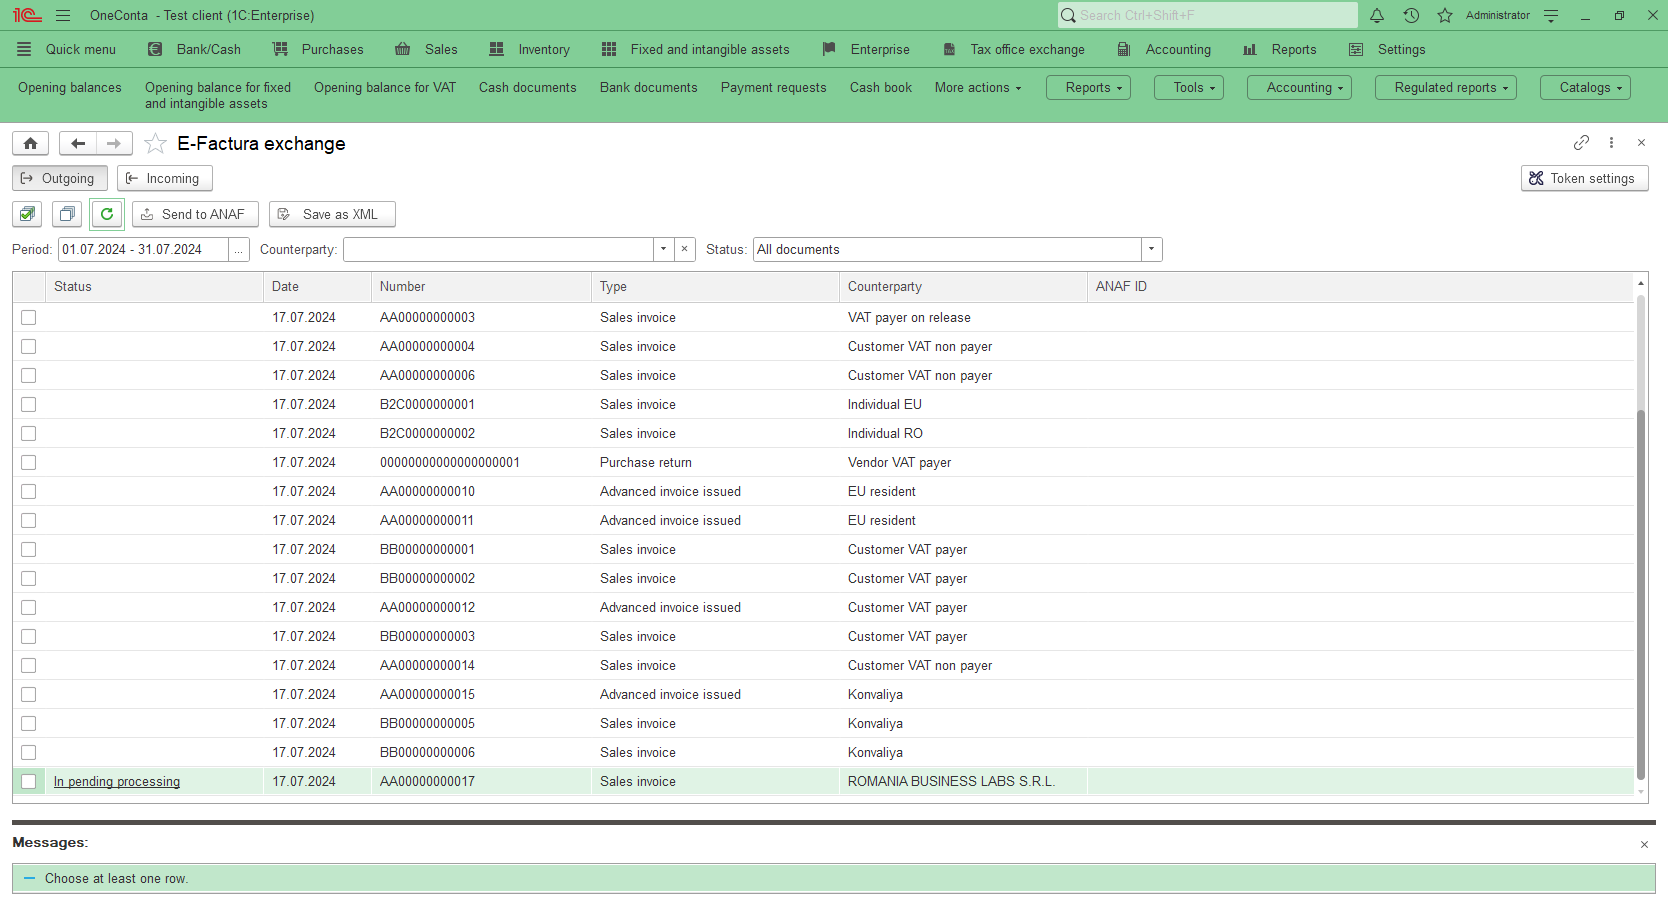 OneConta - Test client (1C:Enterprise)
Search Ctrl+Shift+F
Administrator
Quick menu Bank/Cash Purchases Sales Inventory Fixed and intangible assets Enterprise Tax office exchange Accounting Reports Settings
Opening balances Opening balance for fixed and intangible assets Opening balance for VAT Cash documents Bank documents Payment requests Cash book More actions Reports Tools Accounting Regulated reports Catalogs
E-Factura exchange
Outgoing Incoming Token settings
Send to ANAF Save as XML
Period: 01.07.2024 - 31.07.2024 ... Counterparty: Status: All documents
Status Date Number Type Counterparty ANAF ID
17.07.2024 AA00000000003 Sales invoice VAT payer on release
17.07.2024 AA00000000004 Sales invoice Customer VAT non payer
17.07.2024 AA00000000006 Sales invoice Customer VAT non payer
17.07.2024 B2C0000000001 Sales invoice Individual EU
17.07.2024 B2C0000000002 Sales invoice Individual RO
17.07.2024 00000000000000000001 Purchase return Vendor VAT payer
17.07.2024 AA00000000010 Advanced invoice issued EU resident
17.07.2024 AA00000000011 Advanced invoice issued EU resident
17.07.2024 BB00000000001 Sales invoice Customer VAT payer
17.07.2024 BB00000000002 Sales invoice Customer VAT payer
17.07.2024 AA00000000012 Advanced invoice issued Customer VAT payer
17.07.2024 BB00000000003 Sales invoice Customer VAT payer
17.07.2024 AA00000000014 Sales invoice Customer VAT non payer
17.07.2024 AA00000000015 Advanced invoice issued Konvaliya
17.07.2024 BB00000000005 Sales invoice Konvaliya
17.07.2024 BB00000000006 Sales invoice Konvaliya
In pending processing 17.07.2024 AA00000000017 Sales invoice ROMANIA BUSINESS LABS S.R.L.
Messages:
Choose at least one row.